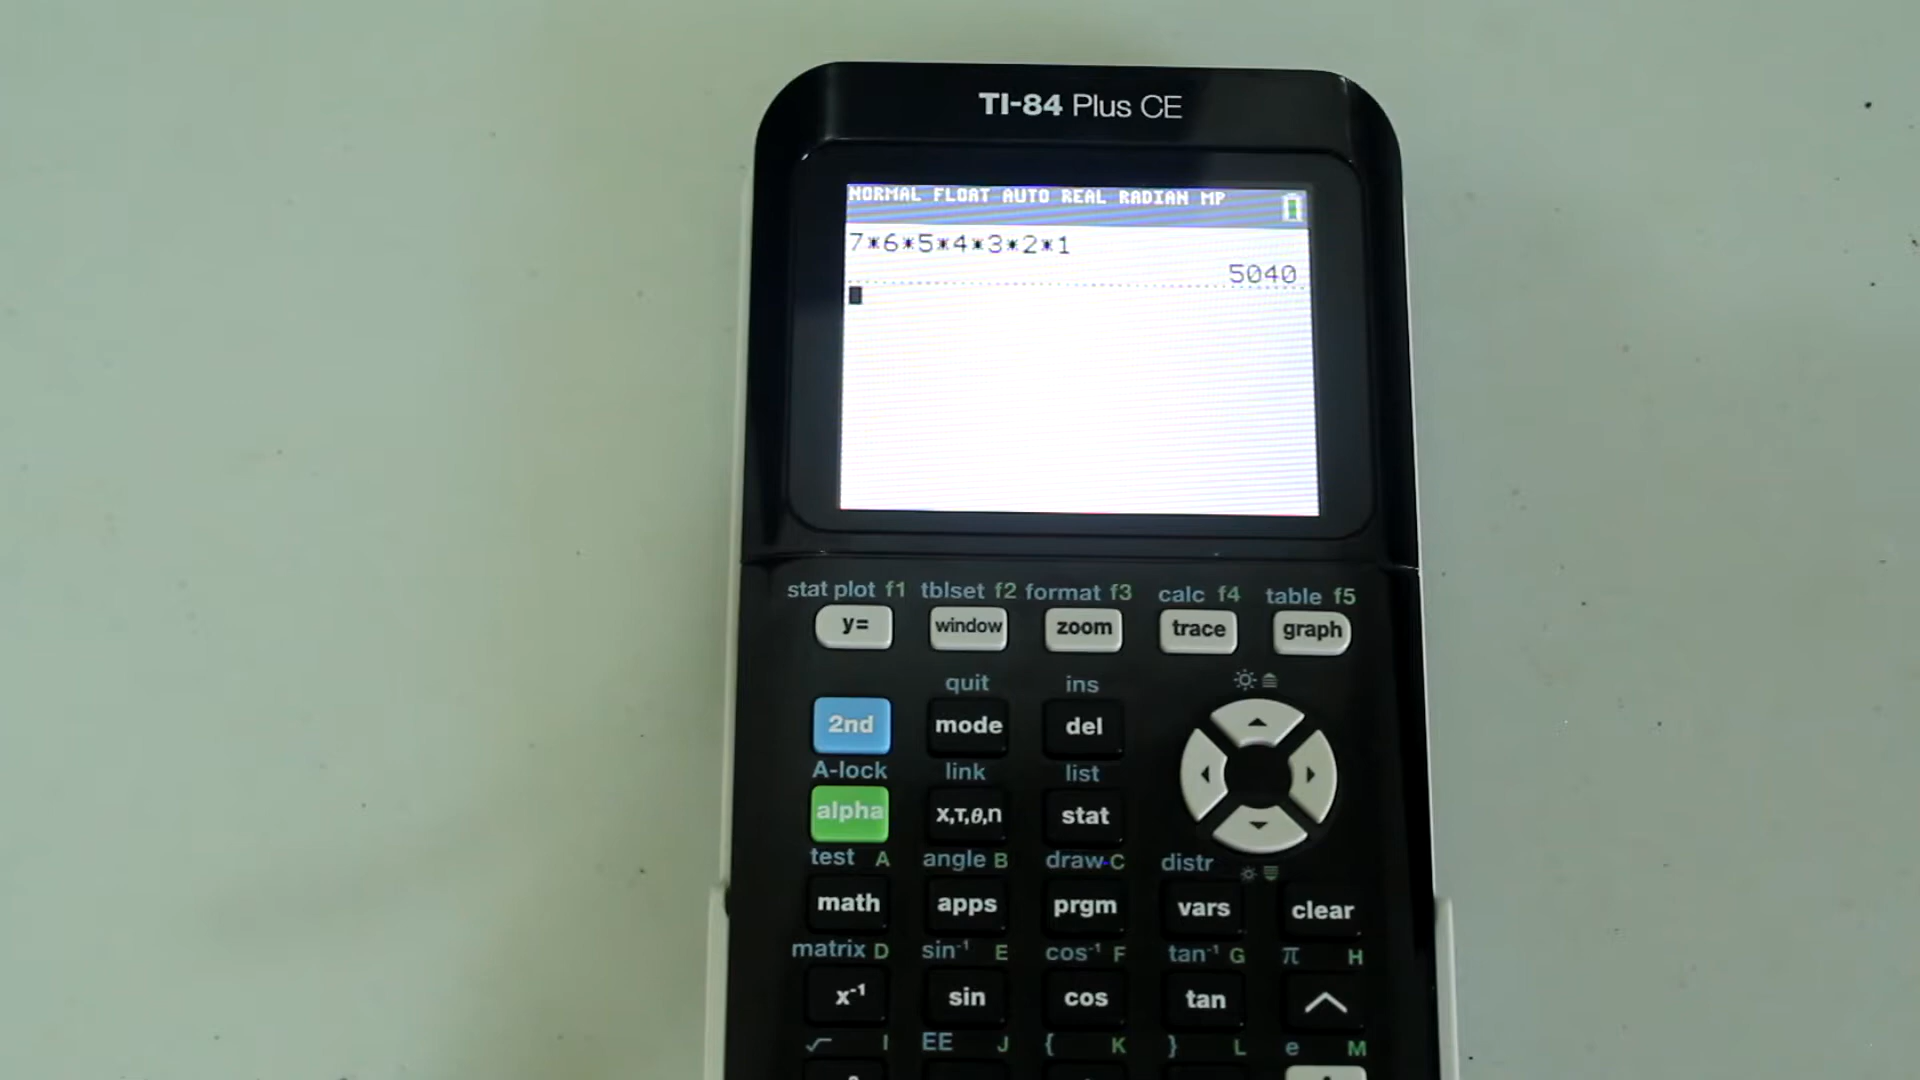 TI-84 Plus CE
NORMAL FLOAT AUTO REAL RADIAN MP
7*6*5*4*3*2*1
5040
stat plot f1 tblset f2 format f3 calc f4 table f5
y= window zoom trace graph
quit ins
2nd mode del
A-lock link list
alpha X,T,θ,n stat
test A angle B draw C distr
math apps prgm vars clear
matrix D sin⁻¹ E cos⁻¹ F tan⁻¹ G π H
x⁻¹ sin cos tan ^
√ I EE J { K } L e M